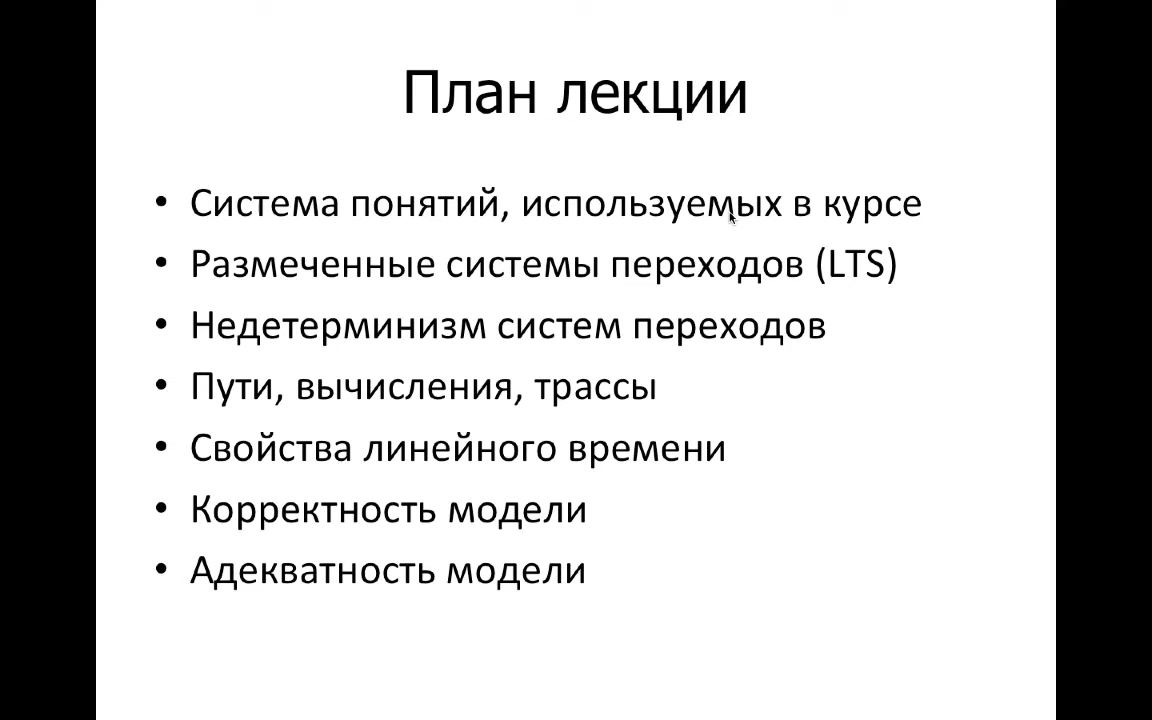 План лекции
• Система понятий, используемых в курсе
• Размеченные системы переходов (LTS)
• Недетерминизм систем переходов
• Пути, вычисления, трассы
• Свойства линейного времени
• Корректность модели
• Адекватность модели